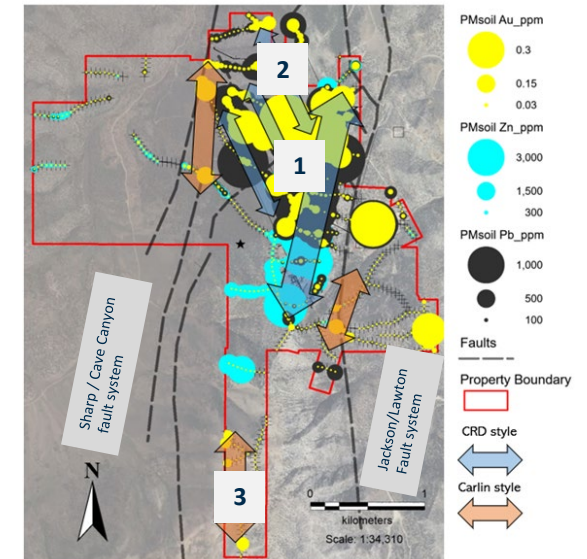 2
1
3
Sharp / Cave Canyon
fault system
Jackson/Lawton
Fault system
N
0 1
kilometers
Scale: 1:34,310
PMsoil Au_ppm
0.3
0.15
0.03
PMsoil Zn_ppm
3,000
1,500
300
PMsoil Pb_ppm
1,000
500
100
Faults
Property Boundary
CRD style
Carlin style